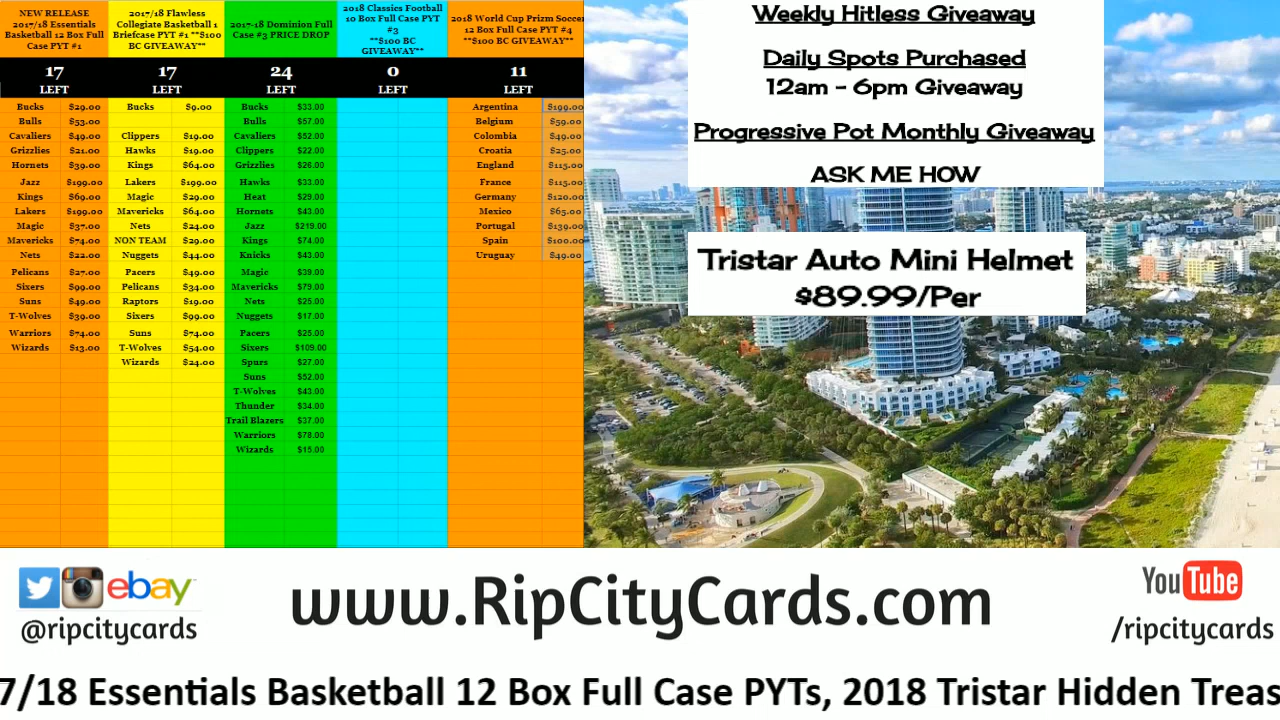 NEW RELEASE
2017/18 Essentials
Basketball 12 Box Full
Case PYT #1
17
LEFT
Bucks $29.00
Bulls $53.00
Cavaliers $49.00
Grizzlies $21.00
Hornets $39.00
Jazz $199.00
Kings $69.00
Lakers $199.00
Magic $37.00
Mavericks $74.00
Nets $22.00
Pelicans $27.00
Sixers $99.00
Suns $49.00
T-Wolves $39.00
Warriors $74.00
Wizards $13.00
2017/18 Flawless
Collegiate Basketball 1
Briefcase PYT #1 **$100
BC GIVEAWAY**
17
LEFT
Bucks $9.00
Clippers $19.00
Hawks $19.00
Kings $64.00
Lakers $199.00
Magic $29.00
Mavericks $64.00
Nets $24.00
NON TEAM $29.00
Nuggets $44.00
Pacers $49.00
Pelicans $34.00
Raptors $19.00
Sixers $99.00
Suns $74.00
T-Wolves $54.00
Wizards $24.00
2017-18 Dominion Full
Case #3 PRICE DROP
24
LEFT
Bucks $33.00
Bulls $57.00
Cavaliers $52.00
Clippers $22.00
Grizzlies $26.00
Hawks $33.00
Heat $29.00
Hornets $43.00
Jazz $219.00
Kings $74.00
Knicks $43.00
Magic $39.00
Mavericks $79.00
Nets $25.00
Nuggets $17.00
Pacers $25.00
Sixers $109.00
Spurs $27.00
Suns $52.00
T-Wolves $43.00
Thunder $34.00
Trail Blazers $37.00
Warriors $78.00
Wizards $15.00
2018 Classics Football
10 Box Full Case PYT
#3
**$100 BC
GIVEAWAY**
0
LEFT
2018 World Cup Prizm Soccer
12 Box Full Case PYT #4
**$100 BC GIVEAWAY**
11
LEFT
Argentina $199.00
Belgium $59.00
Colombia $49.00
Croatia $25.00
England $115.00
France $115.00
Germany $120.00
Mexico $65.00
Portugal $139.00
Spain $100.00
Uruguay $49.00
Weekly Hitless Giveaway
Daily Spots Purchased
12am - 6pm Giveaway
Progressive Pot Monthly Giveaway
ASK ME HOW
Tristar Auto Mini Helmet
$89.99/Per
ebay
@ripcitycards
www.RipCityCards.com
YouTube
/ripcitycards
7/18 Essentials Basketball 12 Box Full Case PYTs, 2018 Tristar Hidden Treas